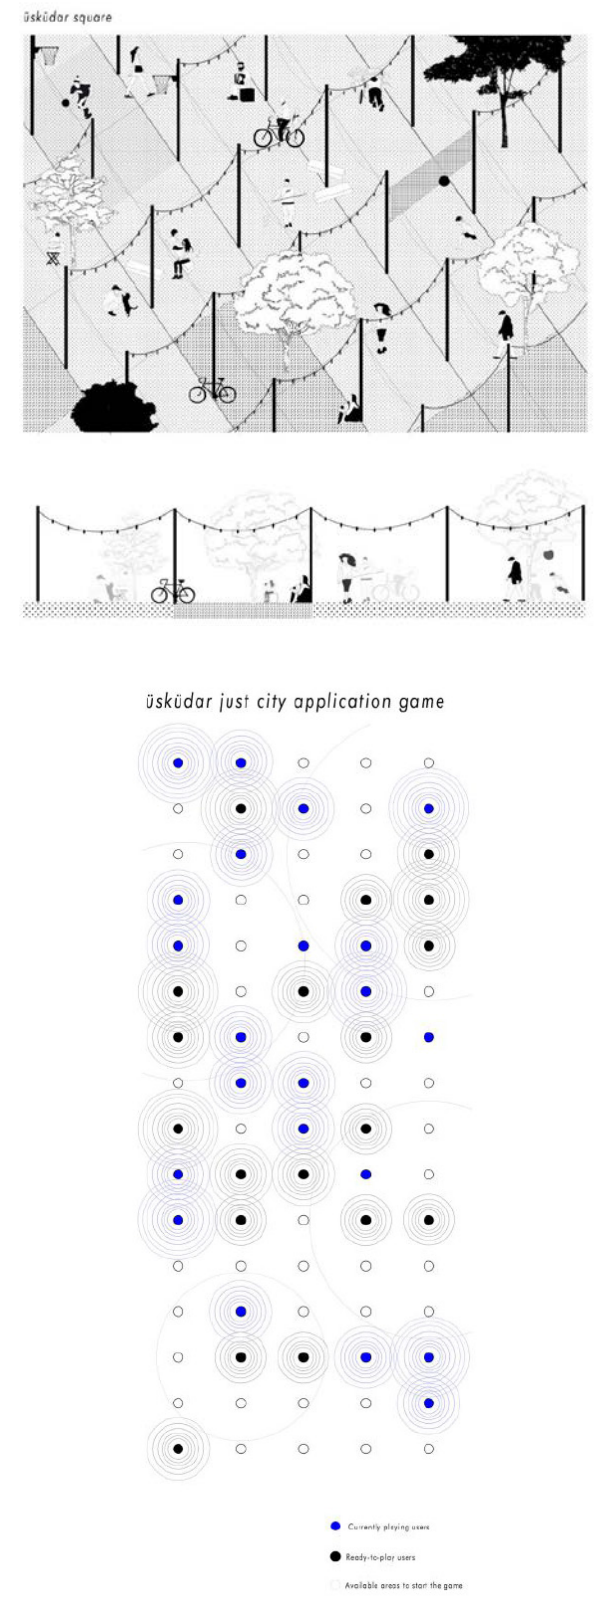 üsküdar square
üsküdar just city application game
Currently playing users
Ready-to-play users
Available areas to start the game